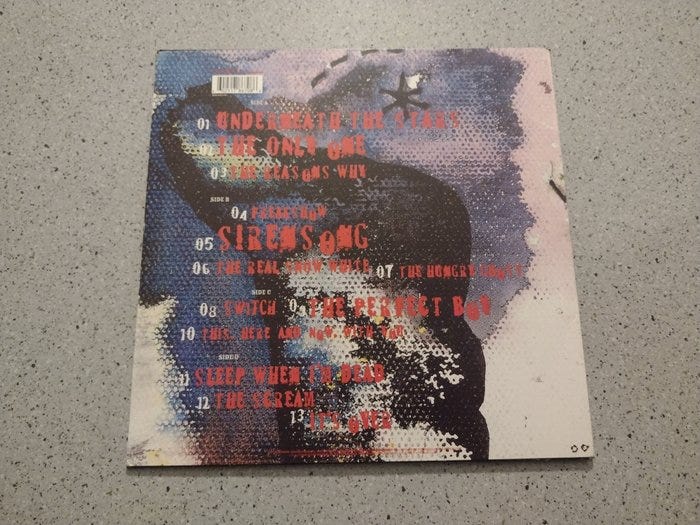 SIDE A
01 UNDERNEATH THE STARS
02 THE ONLY ONE
03 THE REASONS WHY
SIDE B
04 FREAKSHOW
05 SIRENSONG
06 THE REAL SNOW WHITE 07 THE HUNGRY GHOST
SIDE C
08 SWITCH 09 THE PERFECT BOY
10 THIS. HERE AND NOW. WITH YOU
SIDE D
11 SLEEP WHEN I'M DEAD
12 THE SCREAM
13 IT'S OVER